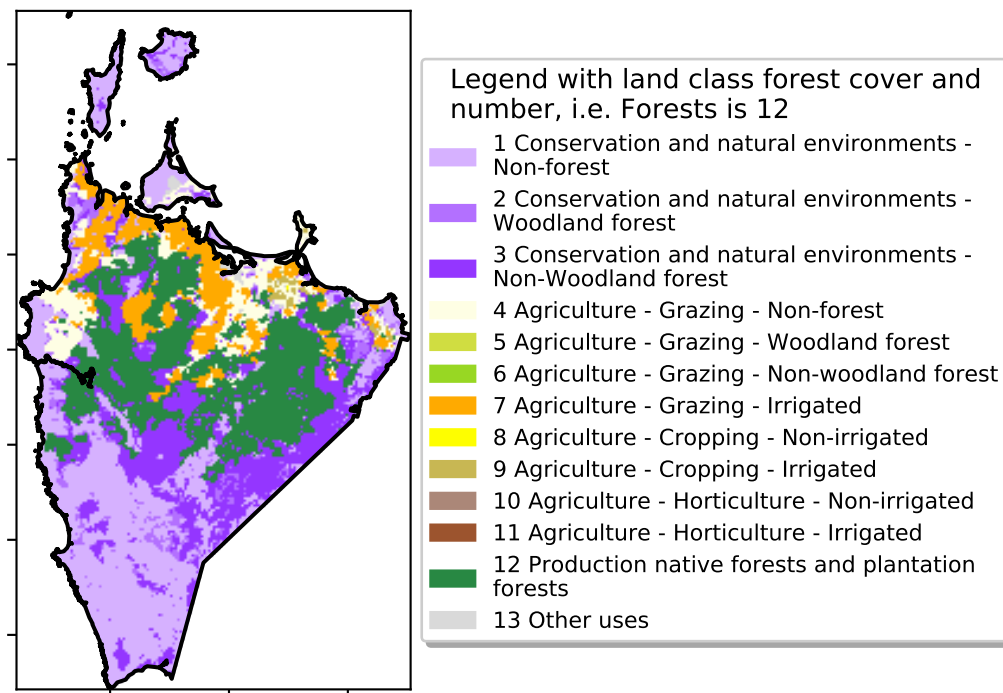 Legend with land class forest cover and
number, i.e. Forests is 12
1 Conservation and natural environments -
Non-forest
2 Conservation and natural environments -
Woodland forest
3 Conservation and natural environments -
Non-Woodland forest
4 Agriculture - Grazing - Non-forest
5 Agriculture - Grazing - Woodland forest
6 Agriculture - Grazing - Non-woodland forest
7 Agriculture - Grazing - Irrigated
8 Agriculture - Cropping - Non-irrigated
9 Agriculture - Cropping - Irrigated
10 Agriculture - Horticulture - Non-irrigated
11 Agriculture - Horticulture - Irrigated
12 Production native forests and plantation
forests
13 Other uses